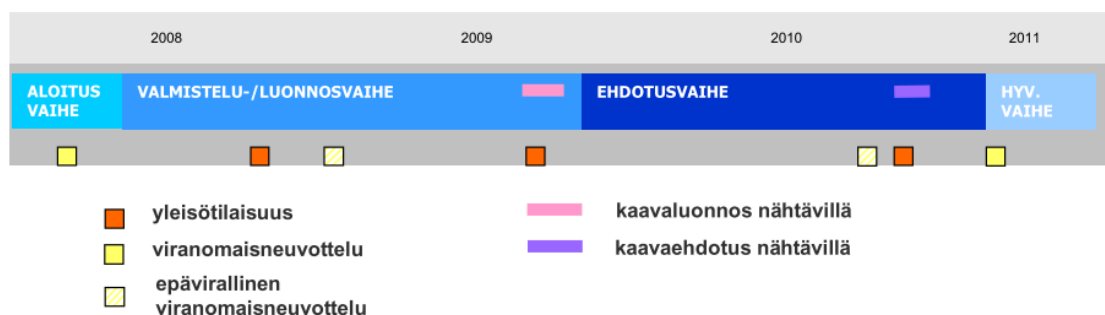 2008 2009 2010 2011
ALOITUS VALMISTELU-/LUONNOSVAIHE EHDOTUSVAIHE HYV.
VAIHE VAIHE
yleisötilaisuus kaavaluonnos nähtävillä
viranomaisneuvottelu kaavaehdotus nähtävillä
epävirallinen
viranomaisneuvottelu